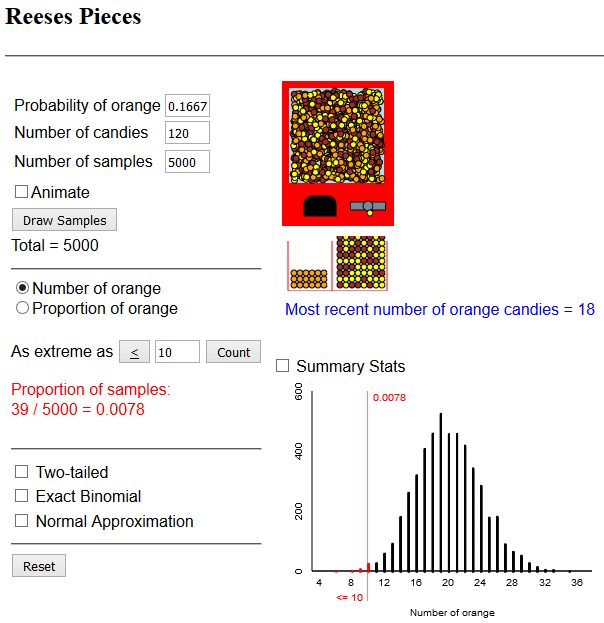 Reeses Pieces
Probability of orange 0.1667
Number of candies 120
Number of samples 5000
Animate
Draw Samples
Total = 5000
Number of orange
Proportion of orange
Most recent number of orange candies = 18
As extreme as ≤ 10 Count
Proportion of samples:
39 / 5000 = 0.0078
Two-tailed
Exact Binomial
Normal Approximation
Reset
Summary Stats
0.0078
600
400
200
0
4 8 12 16 20 24 28 32 36
<= 10
Number of orange